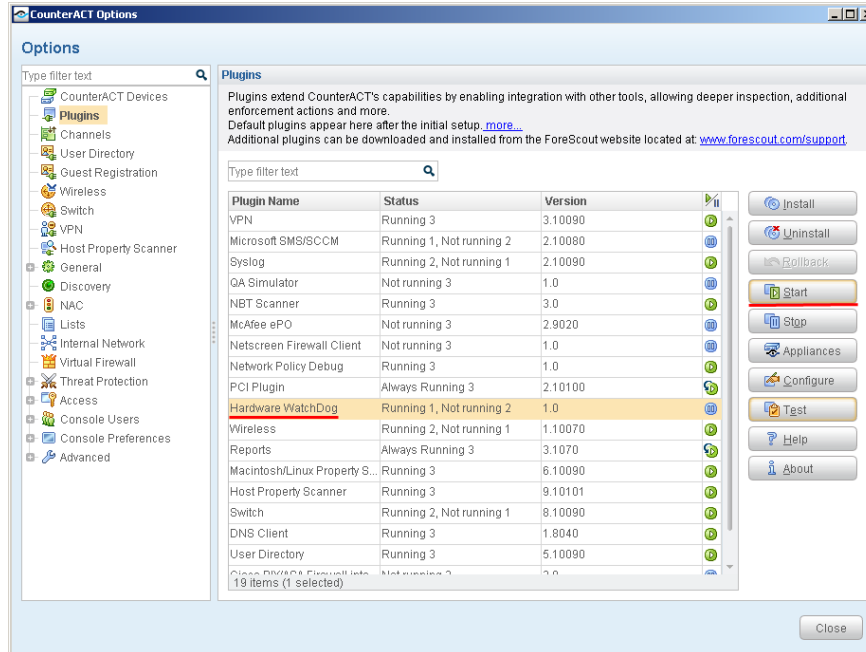 CounterACT Options
Options
Type filter text
CounterACT Devices
Plugins
Channels
User Directory
Guest Registration
Wireless
Switch
VPN
Host Property Scanner
General
Discovery
NAC
Lists
Internal Network
Virtual Firewall
Threat Protection
Access
Console Users
Console Preferences
Advanced
Plugins
Plugins extend CounterACT's capabilities by enabling integration with other tools, allowing deeper inspection, additional
enforcement actions and more.
Default plugins appear here after the initial setup. more...
Additional plugins can be downloaded and installed from the ForeScout website located at: www.forescout.com/support.
Type filter text
Plugin Name Status Version
VPN Running 3 3.10090
Microsoft SMS/SCCM Running 1, Not running 2 2.10080
Syslog Running 2, Not running 1 2.10090
QA Simulator Not running 3 1.0
NBT Scanner Running 3 3.0
McAfee ePO Not running 3 2.9020
Netscreen Firewall Client Not running 3 1.0
Network Policy Debug Running 3 1.0
PCI Plugin Always Running 3 2.10100
Hardware WatchDog Running 1, Not running 2 1.0
Wireless Running 2, Not running 1 1.10070
Reports Always Running 3 3.1070
Macintosh/Linux Property S... Running 3 6.10090
Host Property Scanner Running 3 9.10101
Switch Running 2, Not running 1 8.10090
DNS Client Running 3 1.8040
User Directory Running 3 5.10090
19 items (1 selected)
Install
Uninstall
Rollback
Start
Stop
Appliances
Configure
Test
Help
About
Close